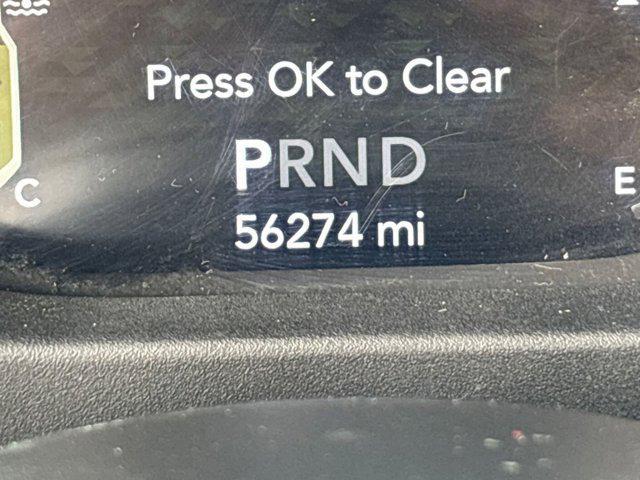 Press OK to Clear
PRND
C
E
56274 mi